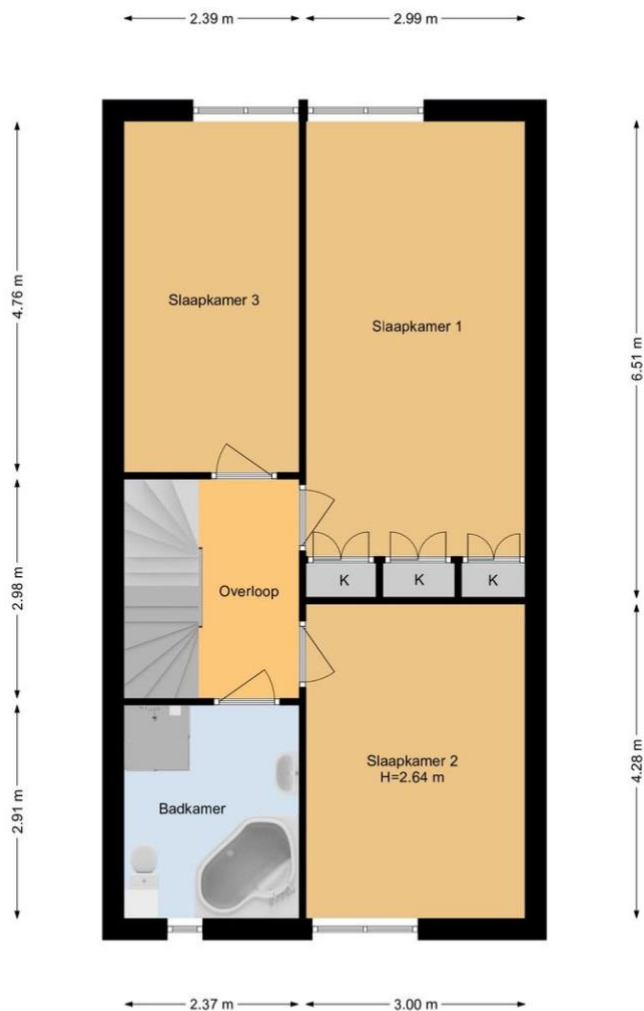 2.39 m
2.99 m
4.76 m
Slaapkamer 3
Slaapkamer 1
6.51 m
2.98 m
Overloop
K
K
K
2.91 m
Badkamer
Slaapkamer 2
H=2.64 m
4.28 m
2.37 m
3.00 m